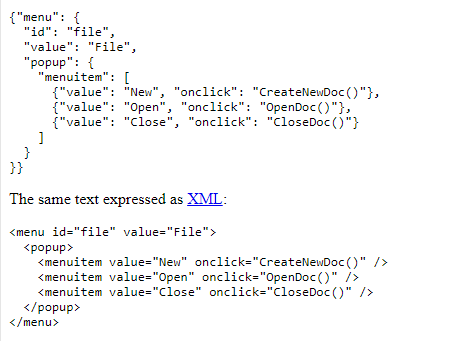 {"menu": {
  "id": "file",
  "value": "File",
  "popup": {
    "menuitem": [
      {"value": "New", "onclick": "CreateNewDoc()"},
      {"value": "Open", "onclick": "OpenDoc()"},
      {"value": "Close", "onclick": "CloseDoc()"}
    ]
  }
}}
The same text expressed as XML:
<menu id="file" value="File">
  <popup>
    <menuitem value="New" onclick="CreateNewDoc()" />
    <menuitem value="Open" onclick="OpenDoc()" />
    <menuitem value="Close" onclick="CloseDoc()" />
  </popup>
</menu>